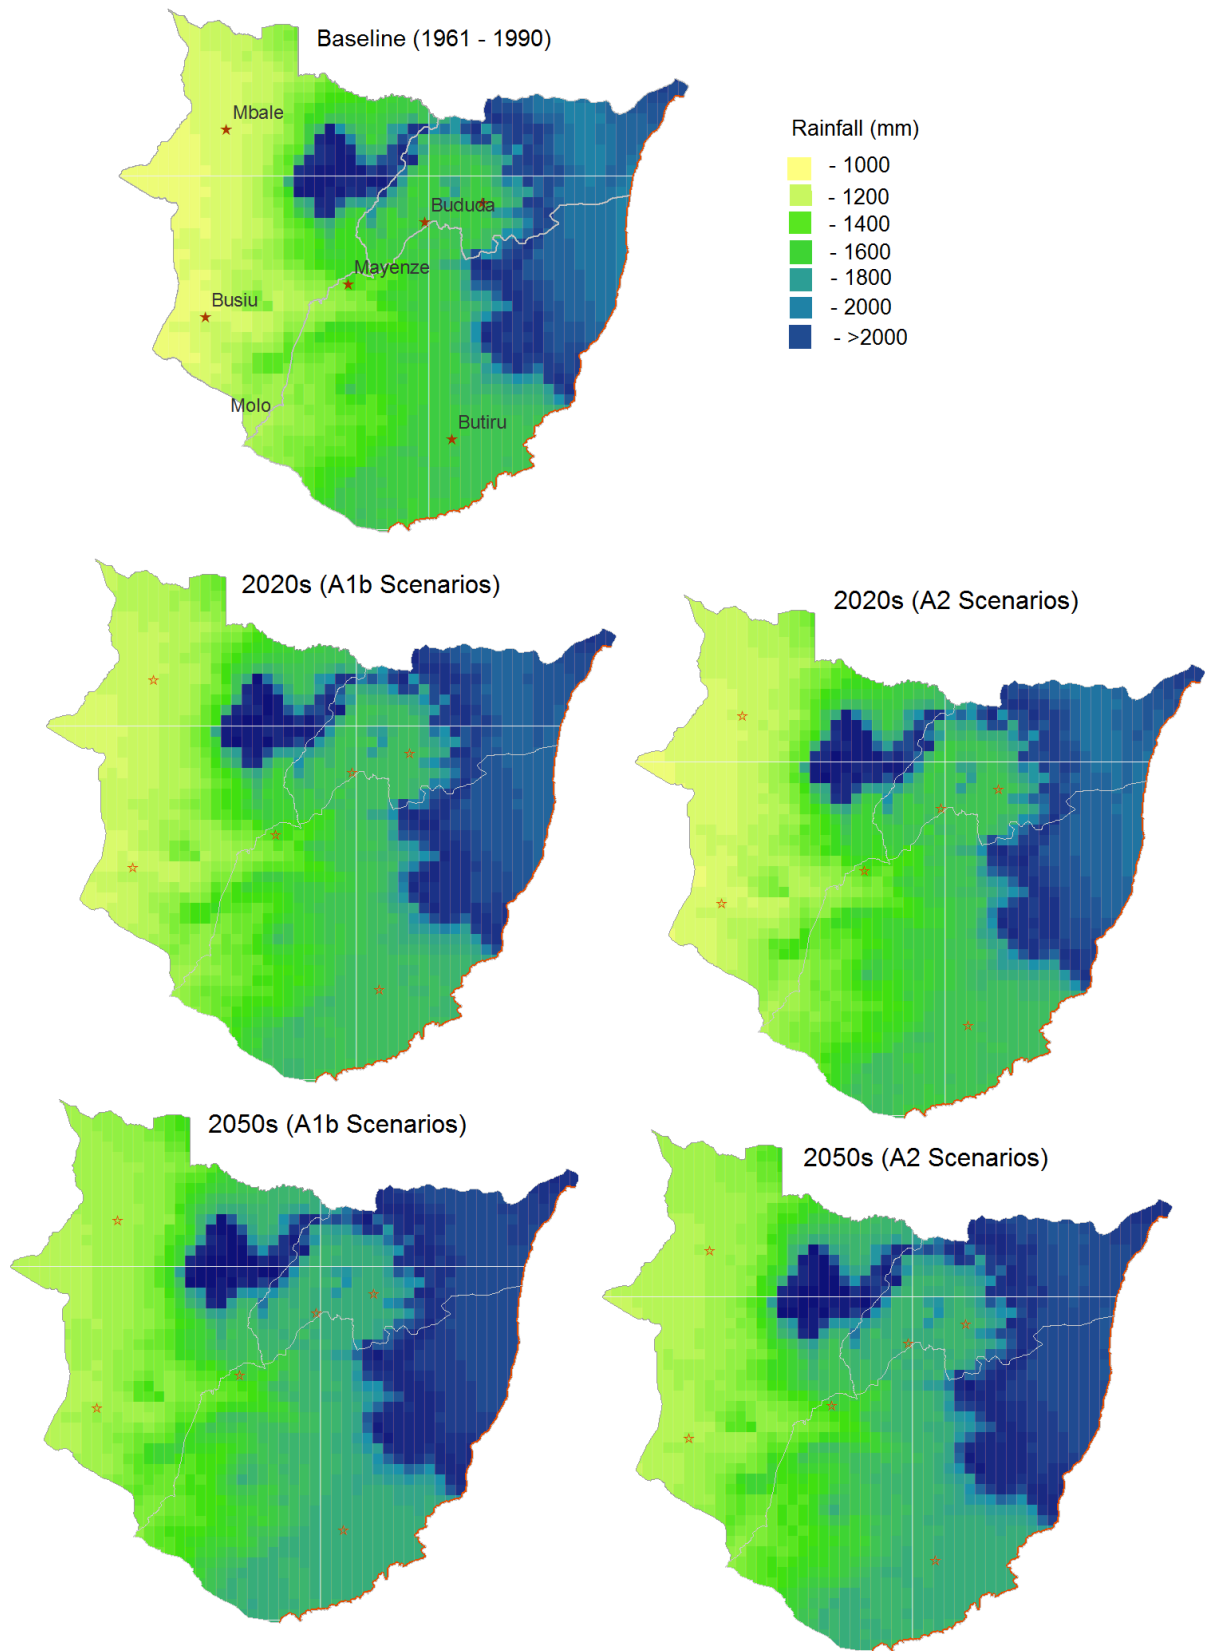 Baseline (1961 - 1990)
Mbale
Bududa
Mayenze
Busiu
Molo
Butiru
Rainfall (mm)
- 1000
- 1200
- 1400
- 1600
- 1800
- 2000
- >2000
2020s (A1b Scenarios)
2020s (A2 Scenarios)
2050s (A1b Scenarios)
2050s (A2 Scenarios)